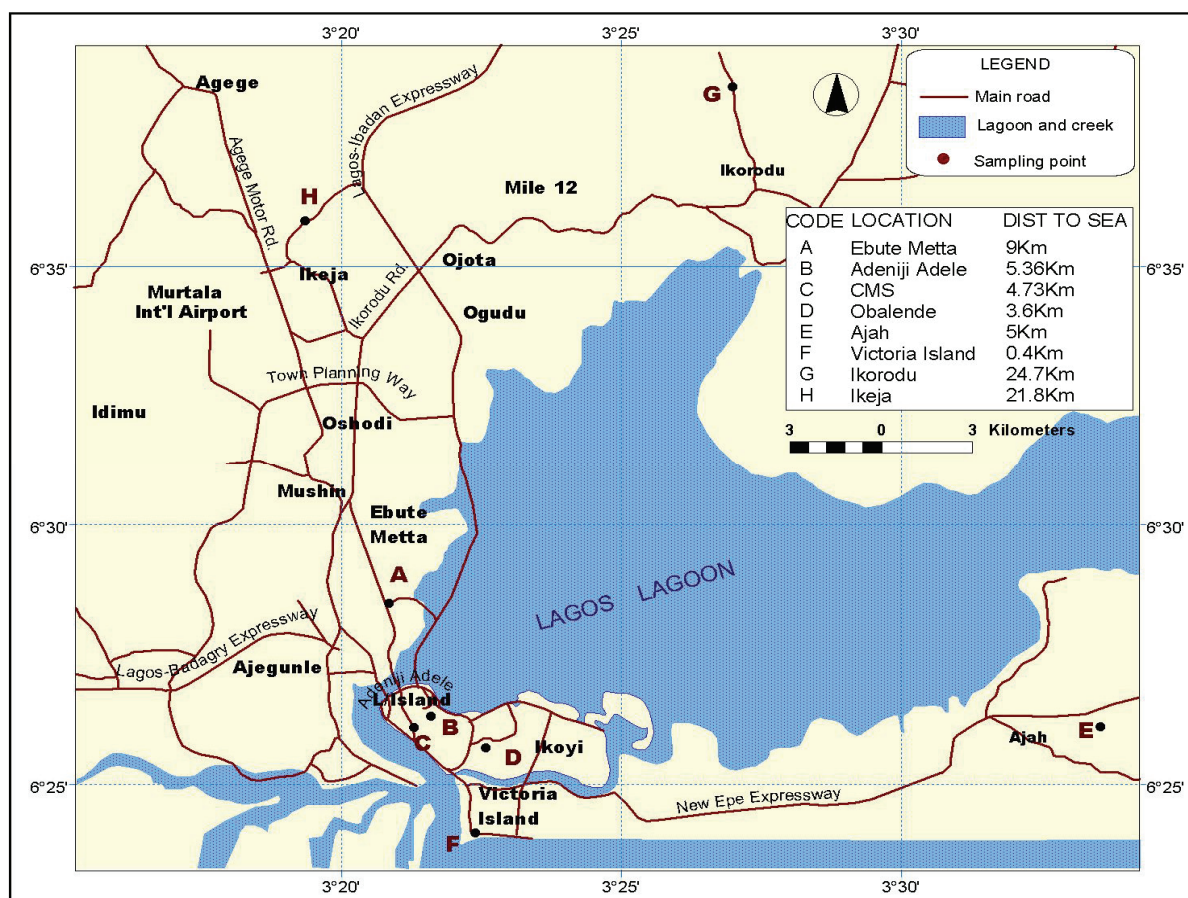 3°20' 3°25' 3°30'
LEGEND
Main road
Lagoon and creek
Sampling point
CODE LOCATION DIST TO SEA
A Ebute Metta 9Km
B Adeniji Adele 5.36Km
C CMS 4.73Km
D Obalende 3.6Km
E Ajah 5Km
F Victoria Island 0.4Km
G Ikorodu 24.7Km
H Ikeja 21.8Km
3 0 3 Kilometers
Agege
Lagos-Ibadan Expressway
G
Agege Motor Rd.
Ikorodu
Mile 12
H
6°35' 6°35'
Ojota
Ikeja
Ikorodu Rd.
Murtala
Int'l Airport
Ogudu
Town Planning Way
Idimu
Oshodi
Mushin
Ebute
Metta
6°30' 6°30'
A
LAGOS LAGOON
Lagos-Badagry Expressway
Ajegunle
Adeniji Adele
L/Island
B
C
D
Ikoyi
Ajah
E
6°25' 6°25'
Victoria
Island
New Epe Expressway
F
3°20' 3°25' 3°30'